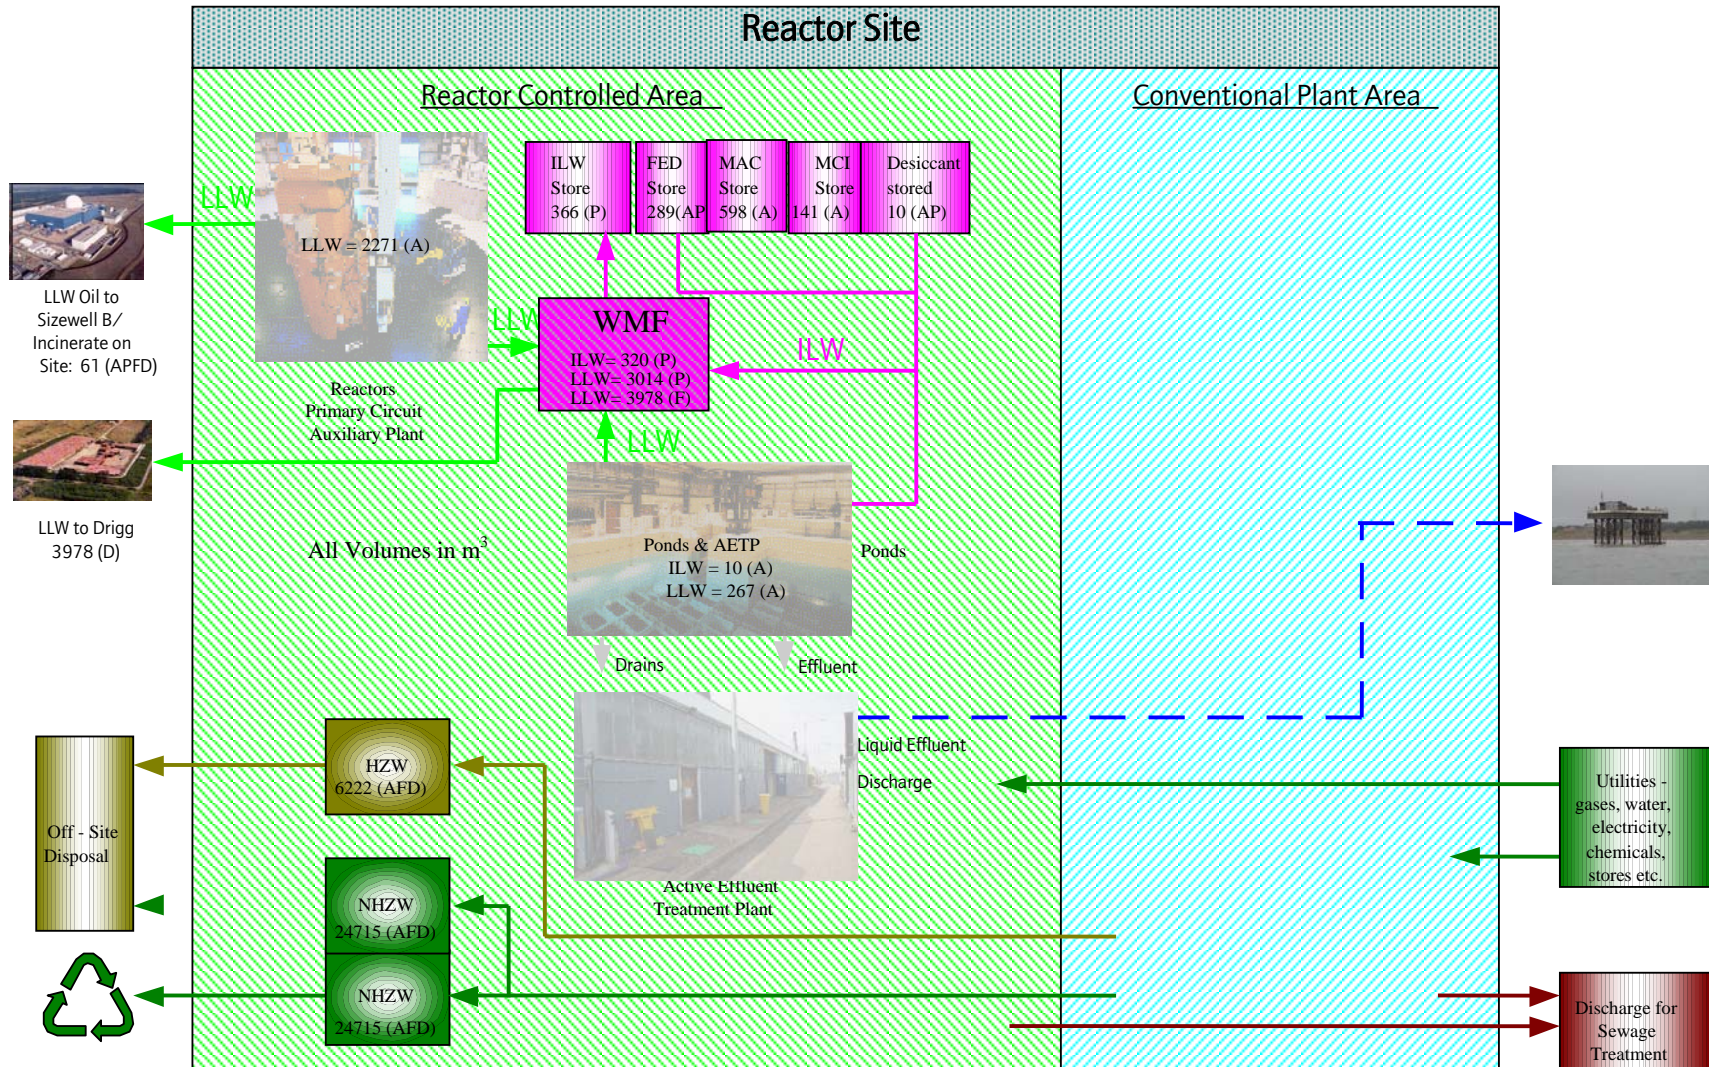 Reactor Site
Reactor Controlled Area
Conventional Plant Area
LLW
LLW = 2271 (A)
ILW
Store
366 (P)
FED
Store
289(AP
MAC
Store
598 (A)
MCI
Store
141 (A)
Desiccant
stored
10 (AP)
LLW Oil to
Sizewell B/
Incinerate on
Site: 61 (APFD)
LLW
WMF
ILW= 320 (P)
LLW= 3014 (P)
LLW= 3978 (F)
ILW
Reactors
Primary Circuit
Auxiliary Plant
LLW
LLW to Drigg
3978 (D)
All Volumes in m3
Ponds & AETP
ILW = 10 (A)
LLW = 267 (A)
Ponds
Drains
Effluent
Liquid Effluent
Discharge
HZW
6222 (AFD)
Off - Site
Disposal
Utilities -
gases, water,
electricity,
chemicals,
stores etc.
Active Effluent
Treatment Plant
NHZW
24715 (AFD)
NHZW
24715 (AFD)
Discharge for
Sewage
Treatment